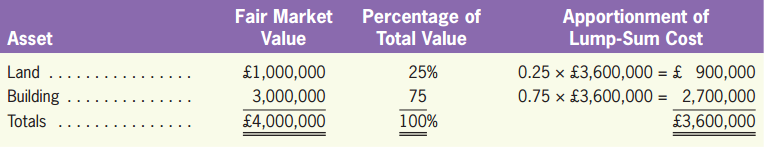 Fair Market Percentage of Apportionment of
Asset Value Total Value Lump-Sum Cost
Land . . . . . . . . . . . . . . . . . £1,000,000 25% 0.25 × £3,600,000 = £ 900,000
Building . . . . . . . . . . . . . . . 3,000,000 75 0.75 × £3,600,000 = 2,700,000
Totals . . . . . . . . . . . . . . . . £4,000,000 100% £3,600,000